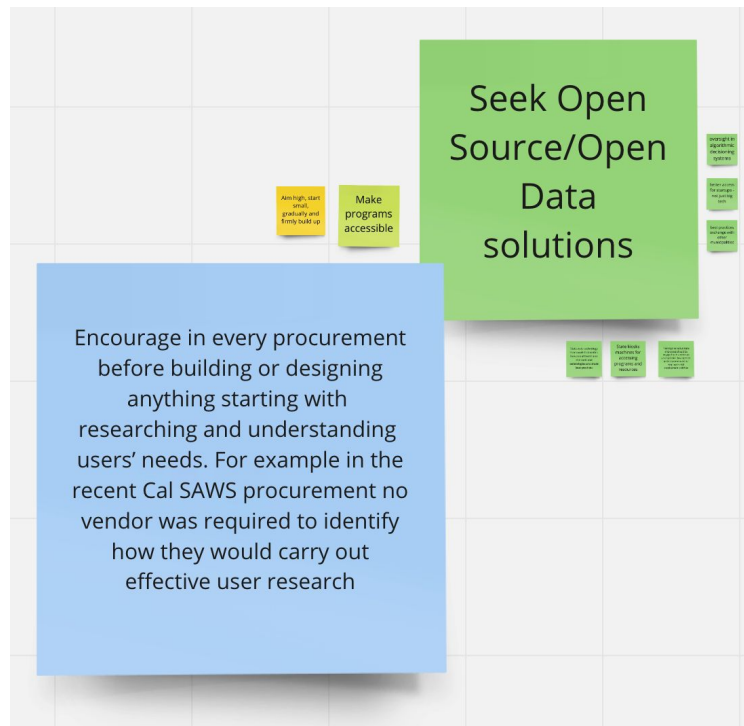 Seek Open
Source/Open
Data
solutions
oversight in
algorithmic
decisioning
systems
Aim high, start
small,
gradually and
firmly build up
Make
programs
accessible
better access
for startups -
not just big
tech
best practices
exchange with
other
municipalities
Encourage in every procurement
before building or designing
anything starting with
researching and understanding
users’ needs. For example in the
recent Cal SAWS procurement no
vendor was required to identify
how they would carry out
effective user research
machines for
accessing
programs and
resources